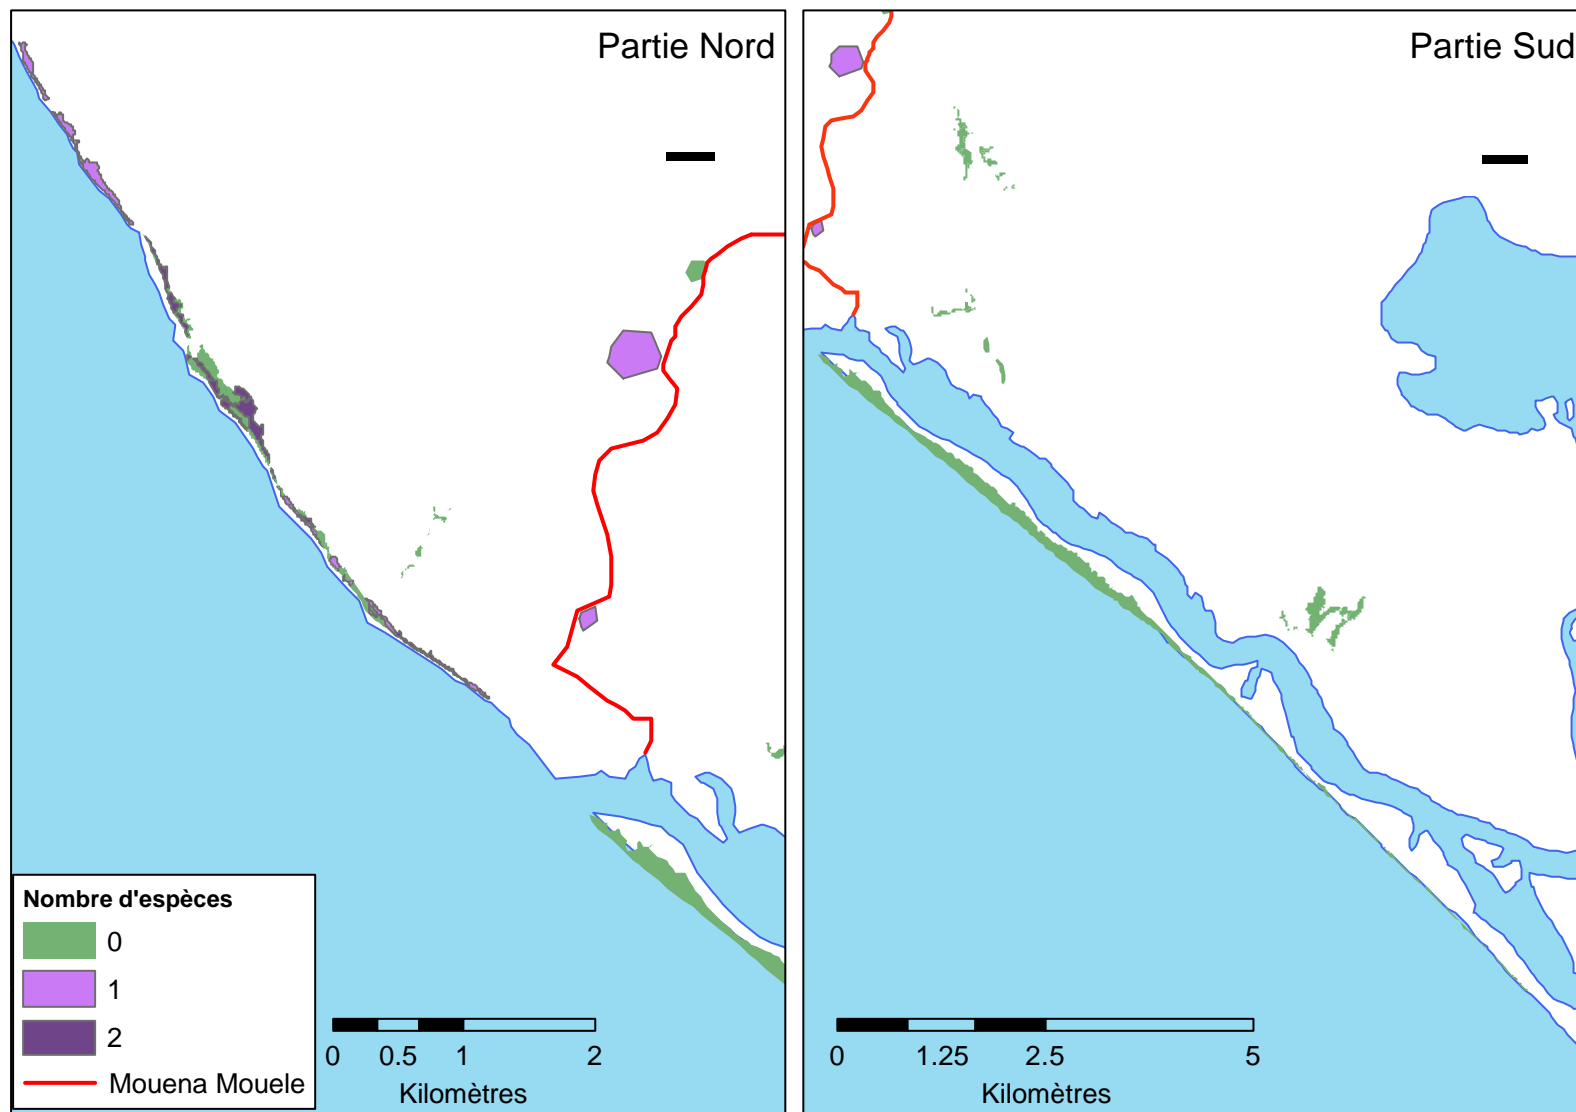 Partie Nord
Partie Sud
Nombre d'espèces
0
1
2
Mouena Mouele
0 0.5 1 2
Kilomètres
0 1.25 2.5 5
Kilomètres